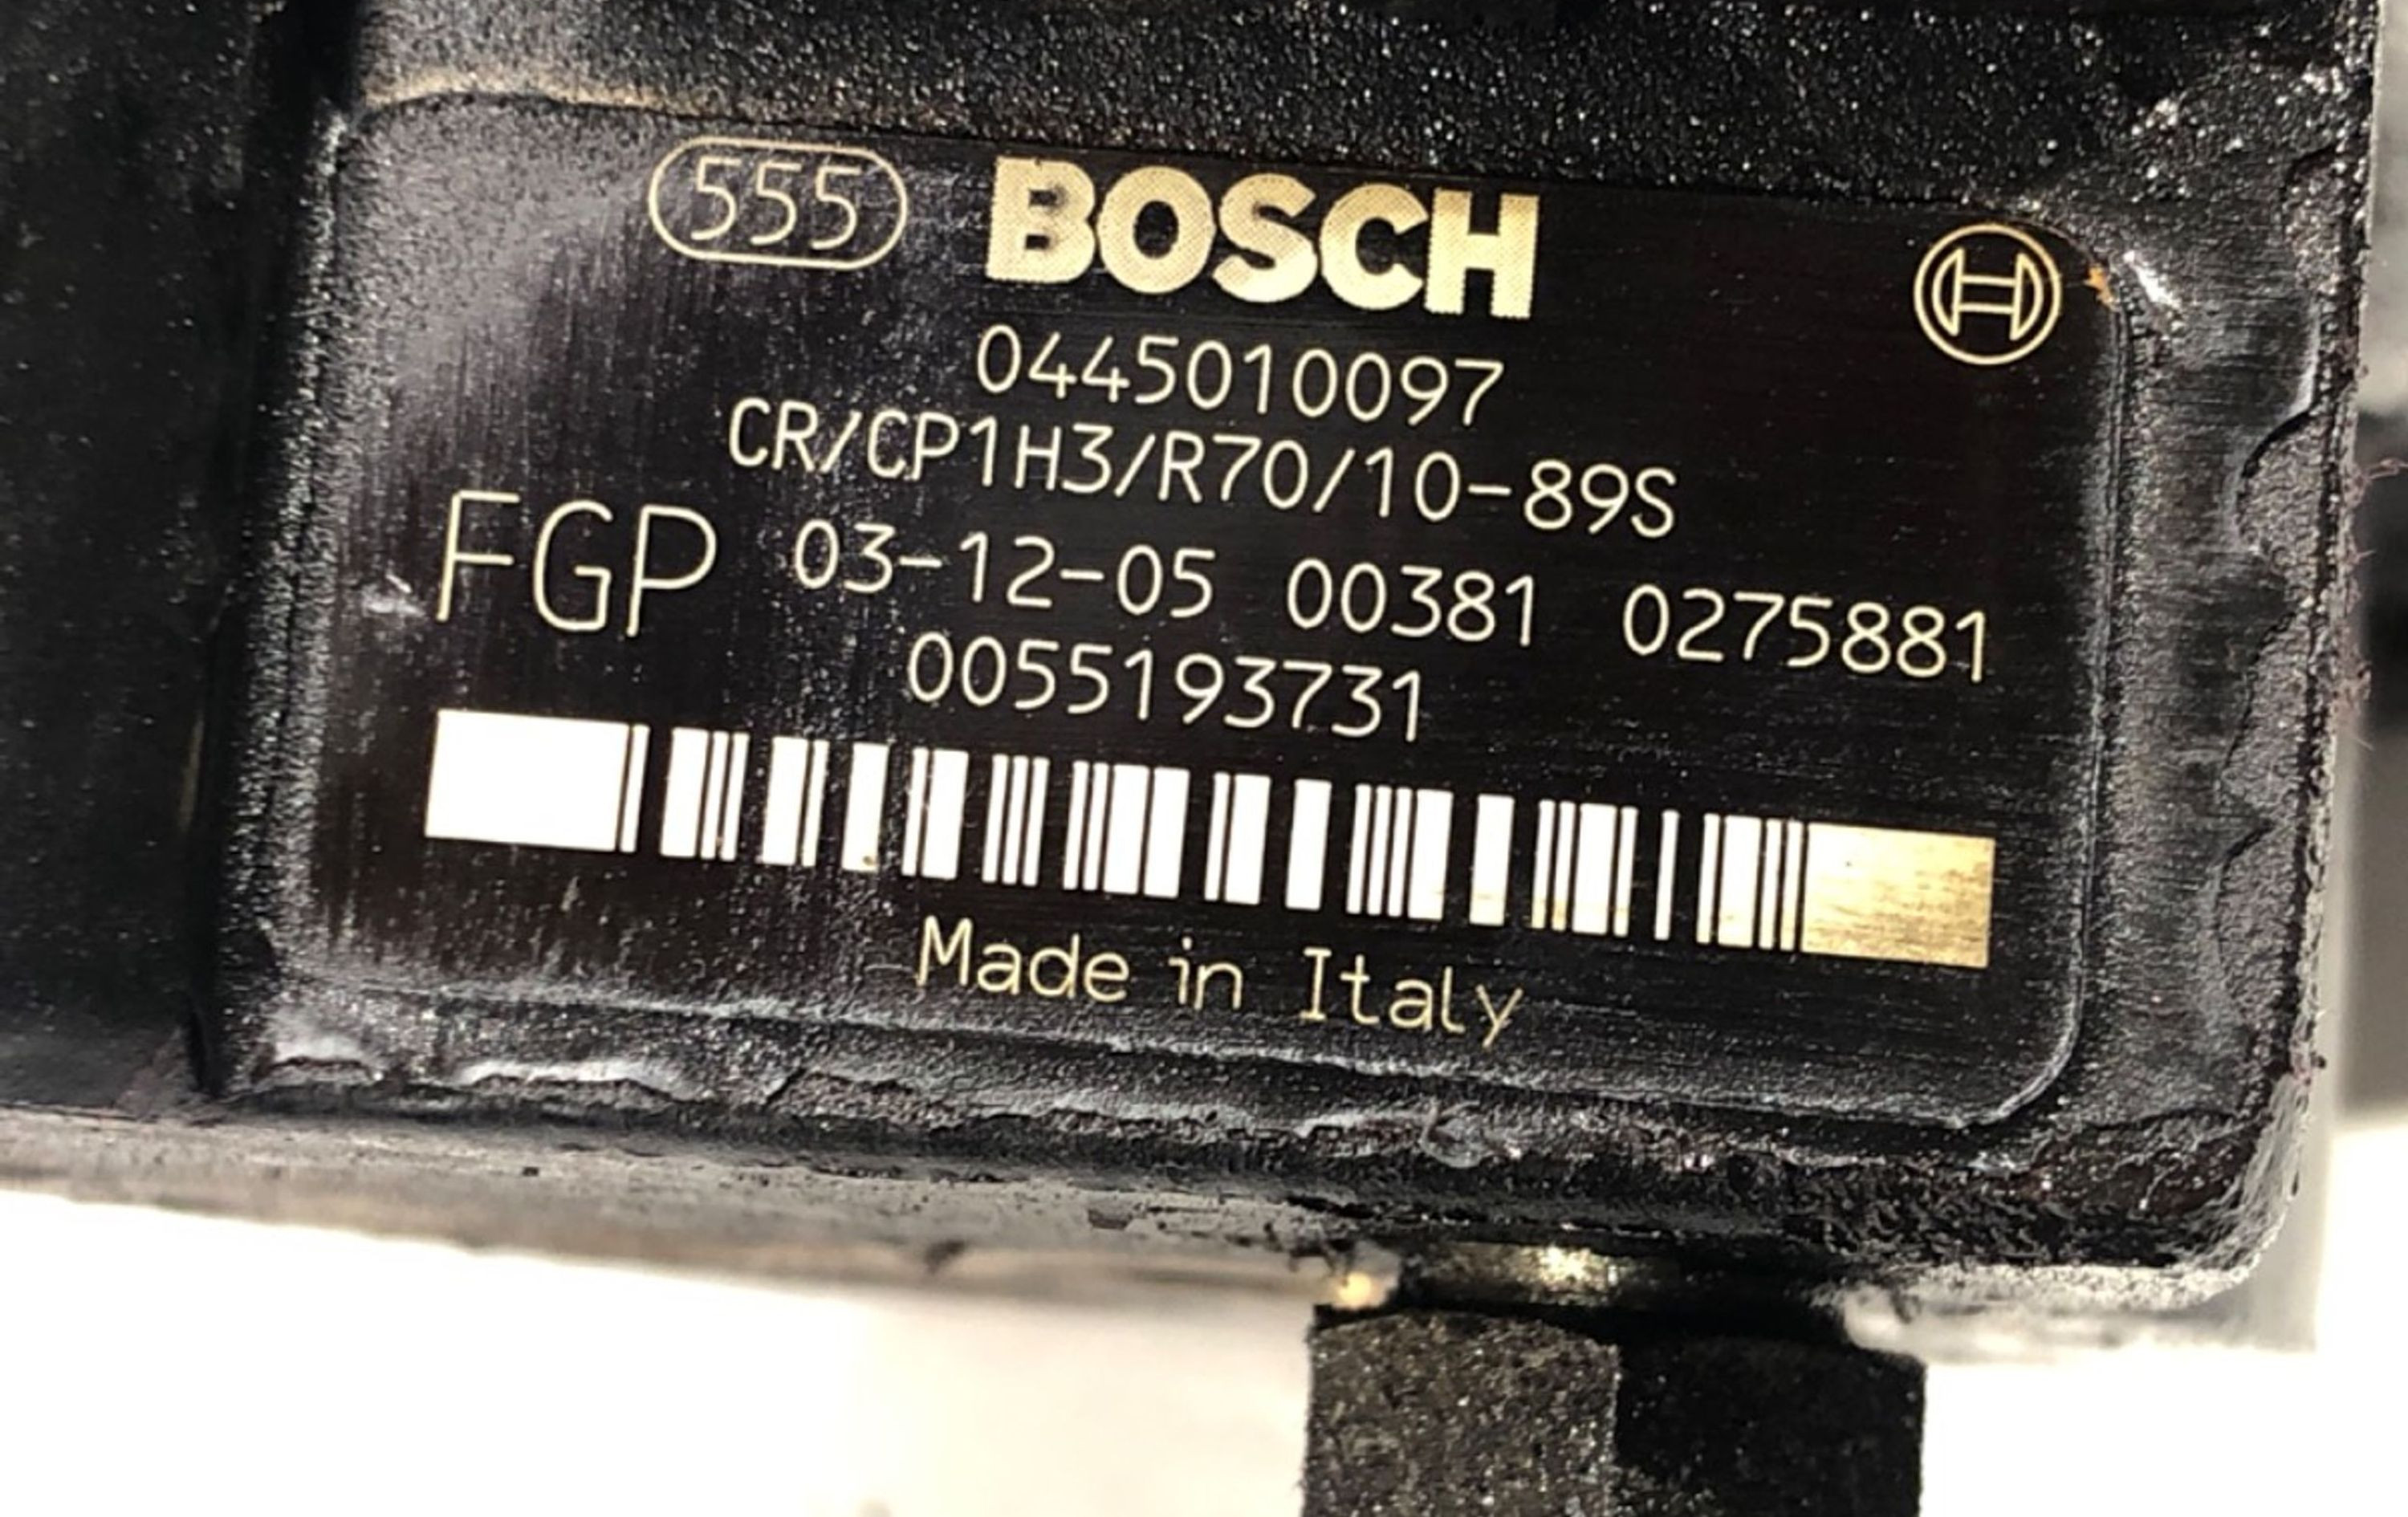 555 BOSCH
0445010097
CR/CP1H3/R70/10-89S
FGP 03-12-05 00381 0275881
0055193731
Made in Italy